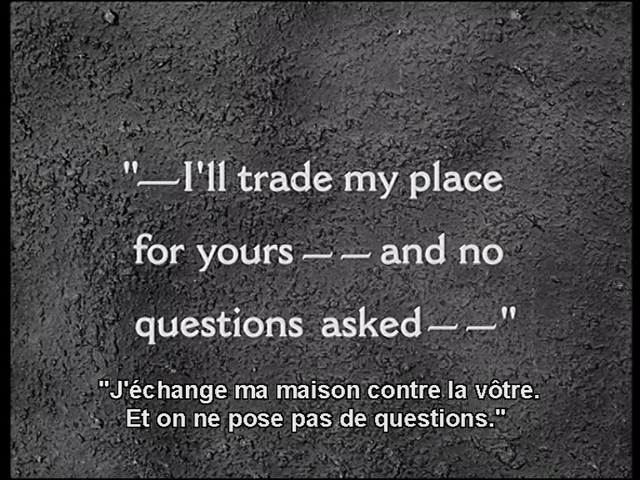 "—I'll trade my place
for yours — — and no
questions asked — —"
"J'échange ma maison contre la vôtre.
Et on ne pose pas de questions."